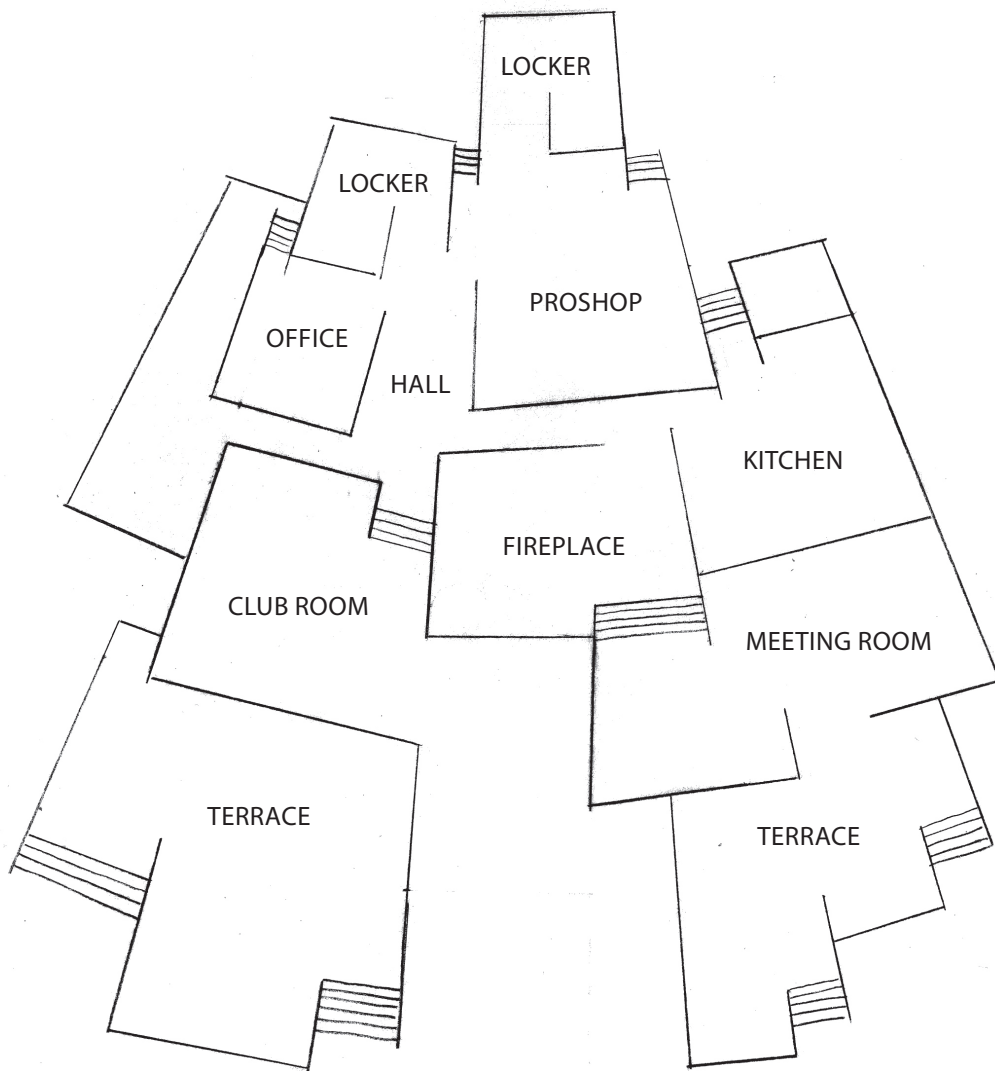 LOCKER
LOCKER
PROSHOP
OFFICE
HALL
KITCHEN
FIREPLACE
CLUB ROOM
MEETING ROOM
TERRACE
TERRACE